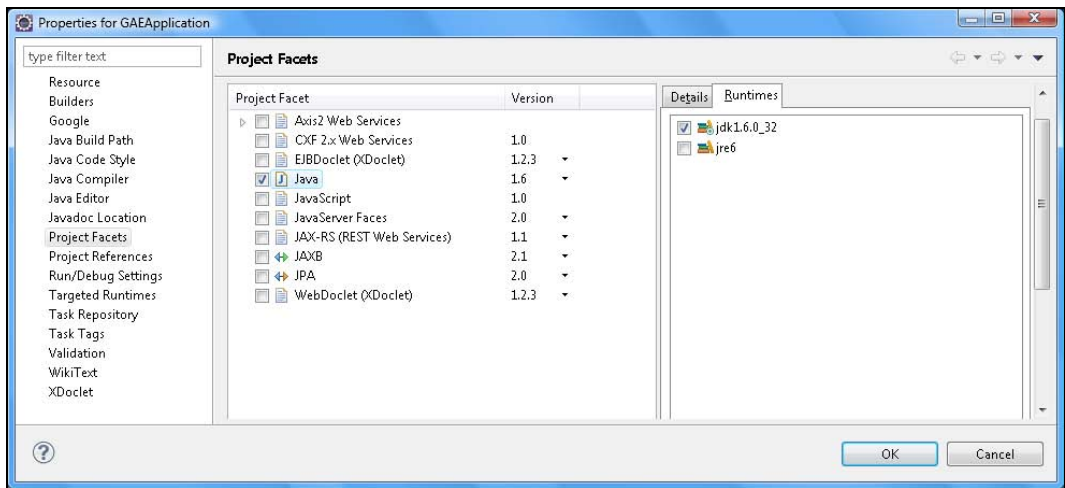 Properties for GAEApplication
type filter text
Resource
Builders
Google
Java Build Path
Java Code Style
Java Compiler
Java Editor
Javadoc Location
Project Facets
Project References
Run/Debug Settings
Targeted Runtimes
Task Repository
Task Tags
Validation
WikiText
XDoclet
Project Facets
Project Facet Version
Axis2 Web Services
CXF 2.x Web Services 1.0
EJBDoclet (XDoclet) 1.2.3
Java 1.6
JavaScript 1.0
JavaServer Faces 2.0
JAX-RS (REST Web Services) 1.1
JAXB 2.1
JPA 2.0
WebDoclet (XDoclet) 1.2.3
Details Runtimes
jdk1.6.0_32
jre6
OK Cancel